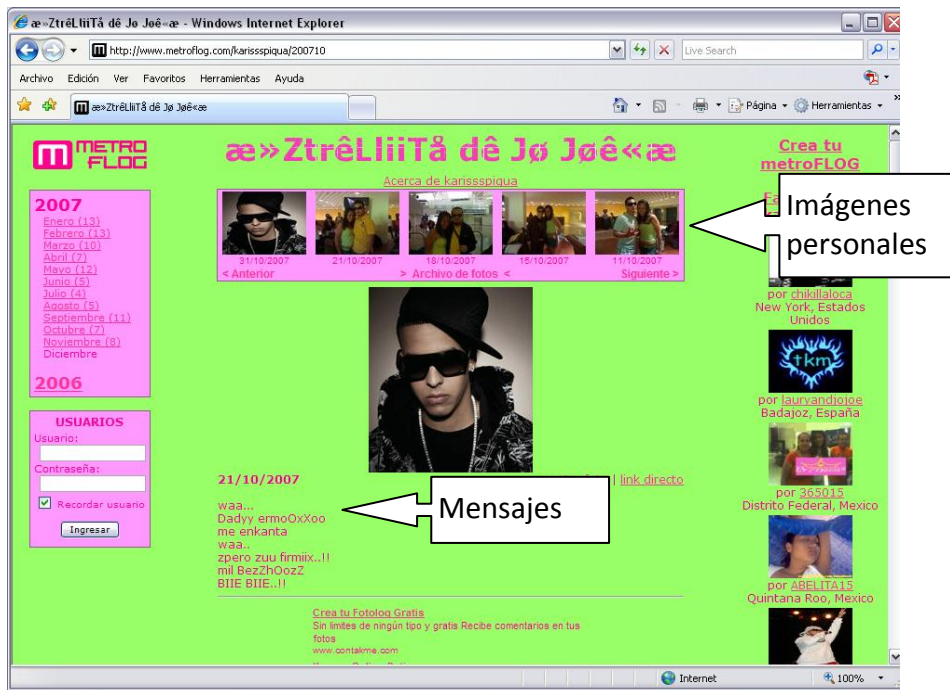 æ»ZtrêLliiTå dê Jø Jøê«æ - Windows Internet Explorer
http://www.metroflog.com/karissspiqua/200710
Live Search
Archivo Edición Ver Favoritos Herramientas Ayuda
æ»ZtrêLliiTå dê Jø Jøê«æ
Página Herramientas
METRO FLOG
æ»ZtrêLliiTå dê Jø Jøê«æ
Acerca de karissspiqua
31/10/2007 21/10/2007 18/10/2007 15/10/2007 11/10/2007
< Anterior > Archivo de fotos < Siguiente >
2007
Enero (13)
Febrero (13)
Marzo (10)
Abril (7)
Mayo (12)
Junio (5)
Julio (4)
Agosto (5)
Septiembre (11)
Octubre (7)
Noviembre (8)
Diciembre
2006
USUARIOS
Usuario:
Contraseña:
Recordar usuario
Ingresar
21/10/2007
| link directo
waa...
Dadyy ermoOxXoo
me enkanta
waa..
zpero zuu firmiix..!!
mil BezZhOozZ
BIIE BIIE..!!
Crea tu Fotolog Gratis
Sin limites de ningún tipo y gratis Recibe comentarios en tus
fotos
www.contakme.com
Crea tu
metroFLOG
Imágenes
personales
Mensajes
por chikillaloca
New York, Estados
Unidos
tkm
por lauryandjojoe
Badajoz, España
por 365015
Distrito Federal, Mexico
por ABELITA15
Quintana Roo, Mexico
Internet
100%